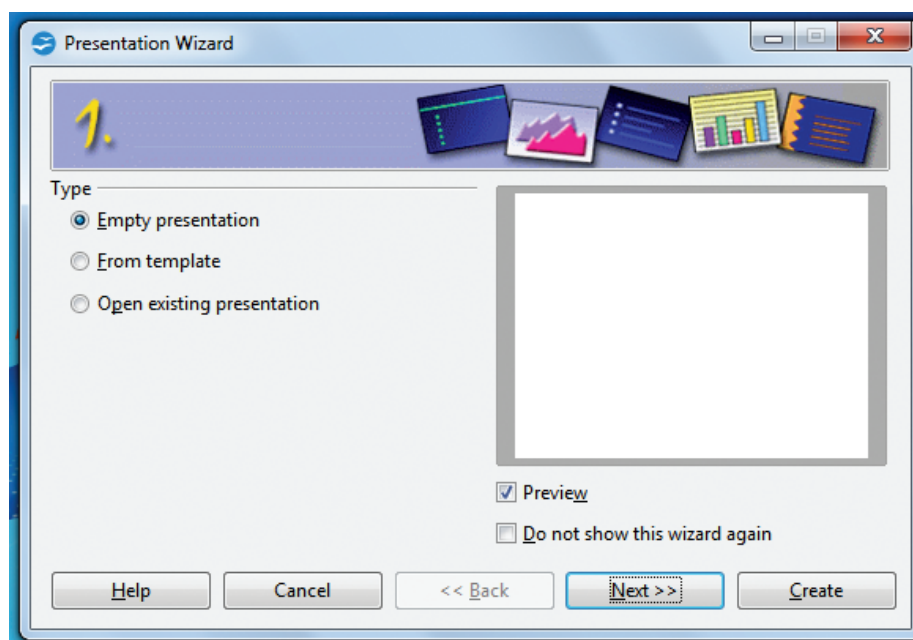 Presentation Wizard
1.
Type
Empty presentation
From template
Open existing presentation
Preview
Do not show this wizard again
Help
Cancel
<< Back
Next >>
Create